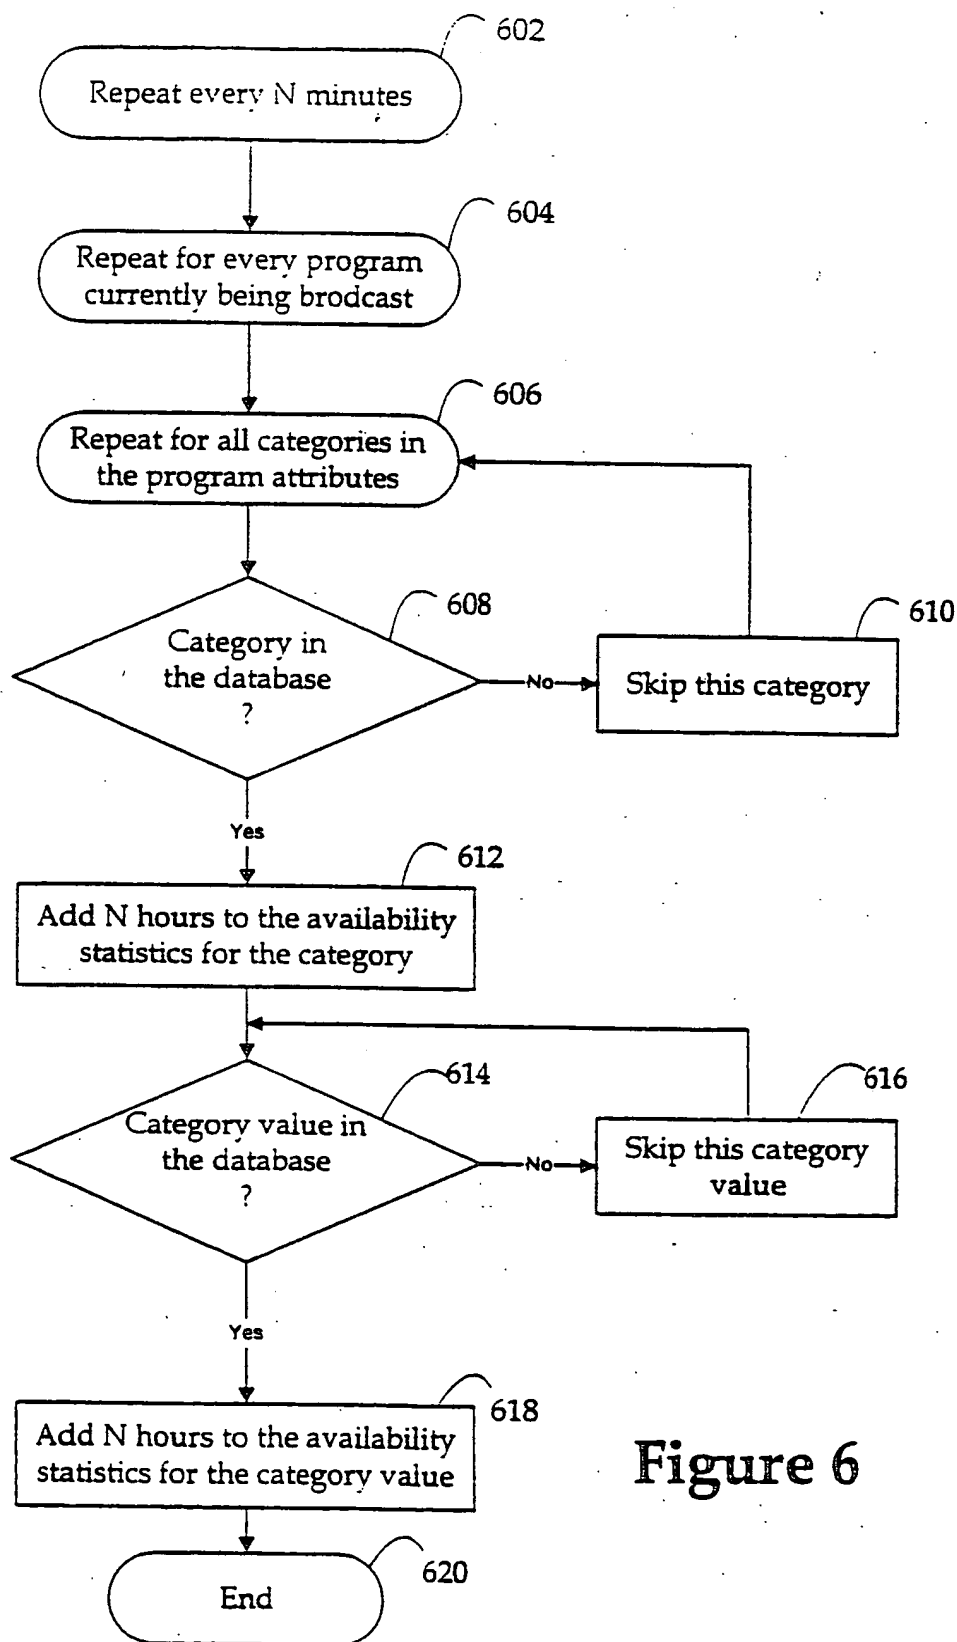 602
Repeat every N minutes
604
Repeat for every program
currently being brodcast
606
Repeat for all categories in
the program attributes
608
Category in
the database
?
No
610
Skip this category
Yes
612
Add N hours to the availability
statistics for the category
614
Category value in
the database
?
No
616
Skip this category
value
Yes
618
Add N hours to the availability
statistics for the category value
Figure 6
620
End